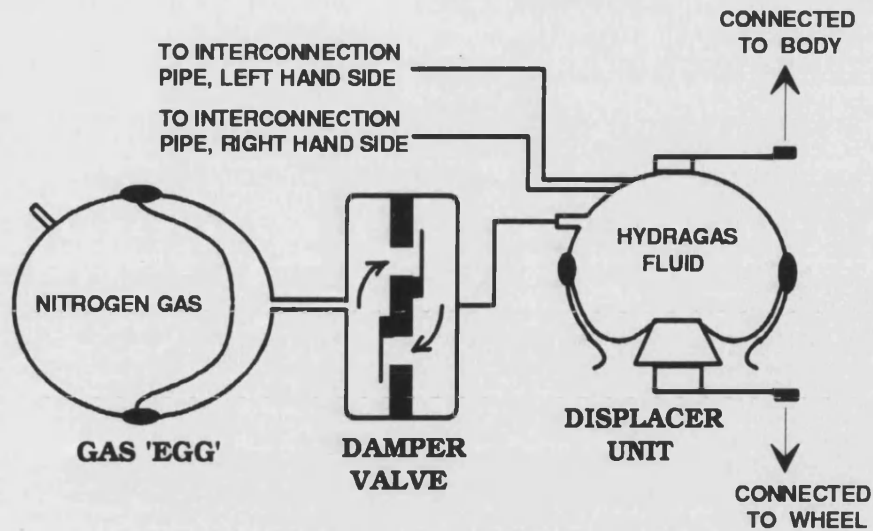 CONNECTED
TO BODY
TO INTERCONNECTION
PIPE, LEFT HAND SIDE
TO INTERCONNECTION
PIPE, RIGHT HAND SIDE
HYDRAGAS
FLUID
NITROGEN GAS
GAS 'EGG'
DAMPER
VALVE
DISPLACER
UNIT
CONNECTED
TO WHEEL